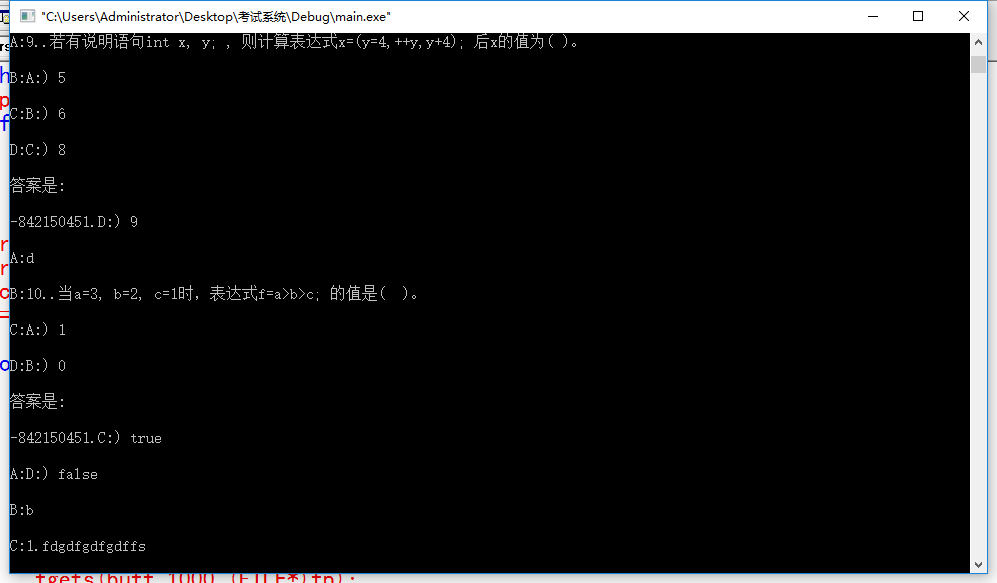 "C:\Users\Administrator\Desktop\考试系统\Debug\main.exe"
A:9..若有说明语句int x, y; , 则计算表达式x=(y=4,++y,y+4); 后x的值为( )。
B:A:) 5
C:B:) 6
D:C:) 8
答案是:
-842150451.D:) 9
A:d
B:10..当a=3, b=2, c=1时, 表达式f=a>b>c; 的值是( )。
C:A:) 1
D:B:) 0
答案是:
-842150451.C:) true
A:D:) false
B:b
C:1.fdgdfgdfgdffs
fgets(buff,1000,(FILE*)fp);